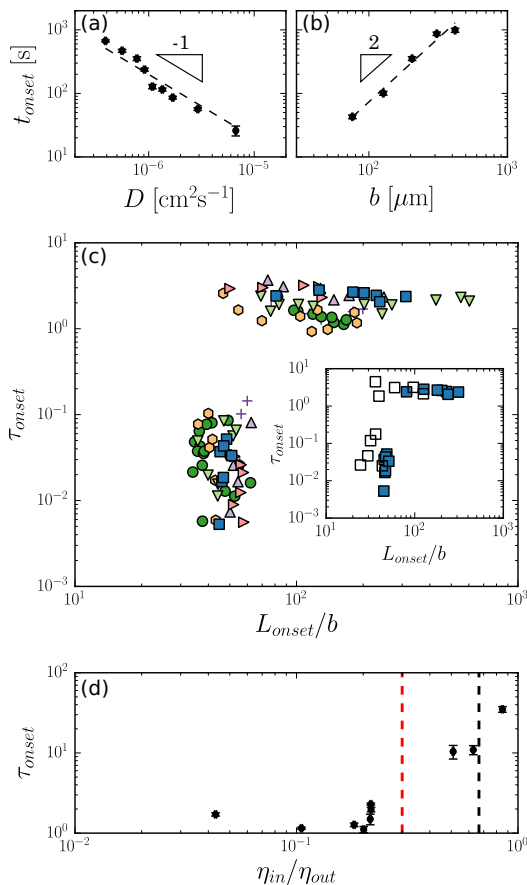 (a)
-1
(b)
2
10³
10²
10¹
t_onset [s]
10⁻⁶
10⁻⁵
D [cm²s⁻¹]
10²
10³
b [μm]
(c)
10¹
10⁰
10⁻¹
10⁻²
10⁻³
τ_onset
10¹
10²
10³
L_onset/b
10¹
10⁰
10⁻¹
10⁻²
10⁻³
τ_onset
10¹
10²
10³
L_onset/b
(d)
10²
10¹
10⁰
τ_onset
10⁻²
10⁻¹
10⁰
η_in/η_out